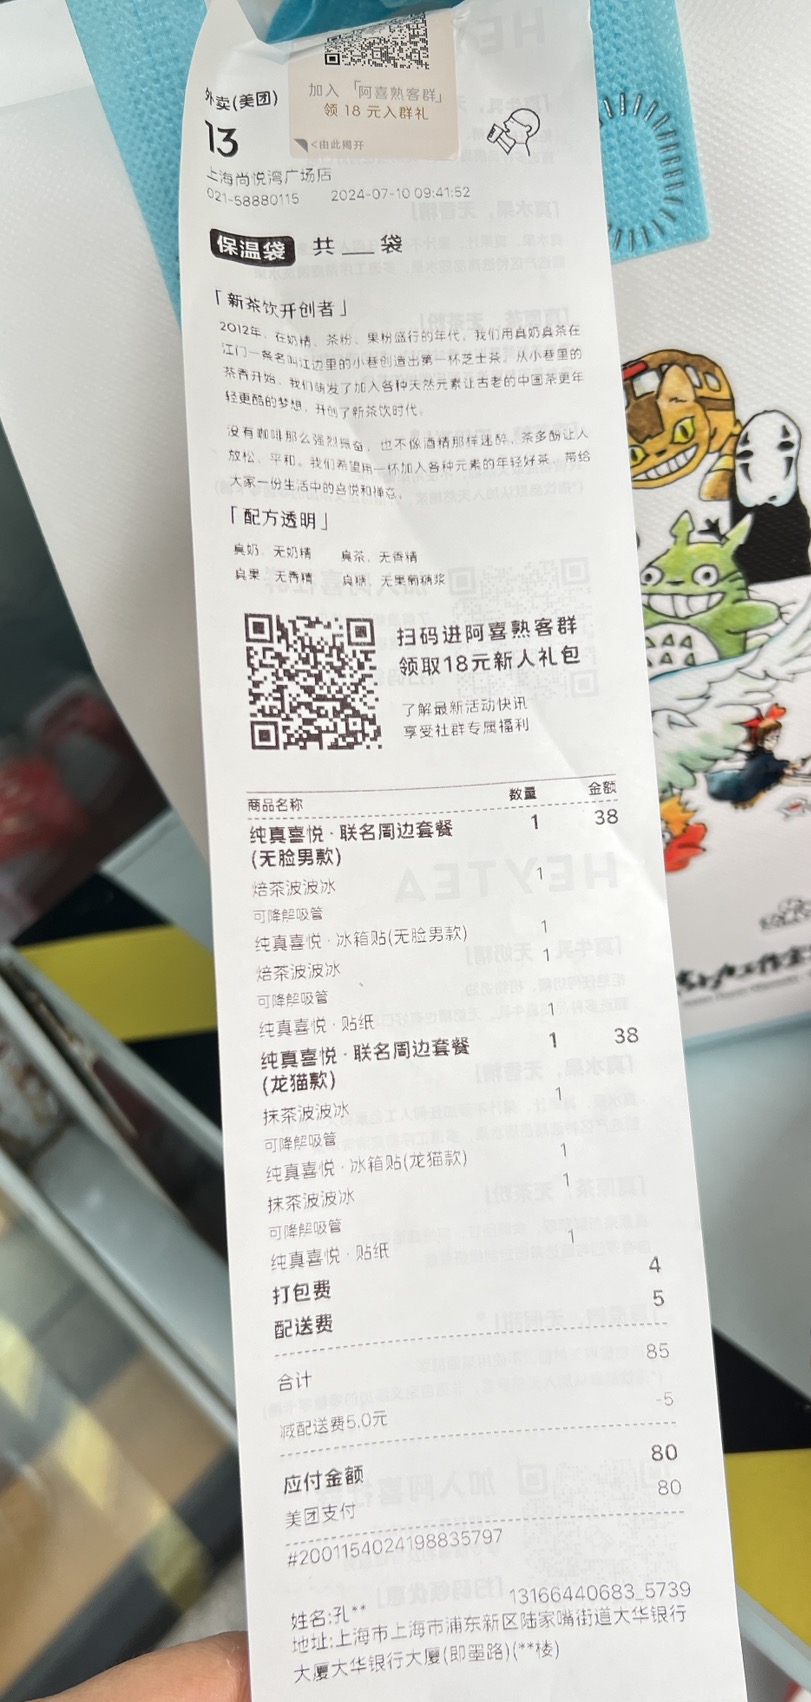 加入「阿喜熟客群」
领 18 元入群礼
<由此揭开
外卖(美团)
13
上海尚悦湾广场店
021-58880115 2024-07-10 09:41:52
保温袋 共 __ 袋
「新茶饮开创者」
2012年，在奶精、茶粉、果粉盛行的年代，我们用真奶真茶在
江门一条名叫江边里的小巷创造出第一杯芝士茶，从小巷里的
茶香开始，我们萌发了加入各种天然元素让古老的中国茶更年
轻更酷的梦想，开创了新茶饮时代。
没有咖啡那么强烈振奋，也不像酒精那样迷醉，茶多酚让人
放松、平和。我们希望用一杯加入各种元素的年轻好茶，带给
大家一份生活中的喜悦和禅意。
「配方透明」
真奶，无奶精 真茶，无香精
真果，无香精 真糖，无果葡糖浆
扫码进阿喜熟客群
领取18元新人礼包
了解最新活动快讯
享受社群专属福利
商品名称 数量 金额
纯真喜悦·联名周边套餐 1 38
(无脸男款)
焙茶波波冰 1
可降解吸管
纯真喜悦·冰箱贴(无脸男款) 1
焙茶波波冰 1
可降解吸管
纯真喜悦·贴纸 1
纯真喜悦·联名周边套餐 1 38
(龙猫款)
抹茶波波冰 1
可降解吸管
纯真喜悦·冰箱贴(龙猫款) 1
抹茶波波冰 1
可降解吸管
纯真喜悦·贴纸 1
打包费 4
配送费 5
合计 85
减配送费5.0元 -5
应付金额 80
美团支付 80
#2001154024198835797
姓名:孔** 13166440683_5739
地址:上海市上海市浦东新区陆家嘴街道大华银行
大厦大华银行大厦(即墨路)(**楼)